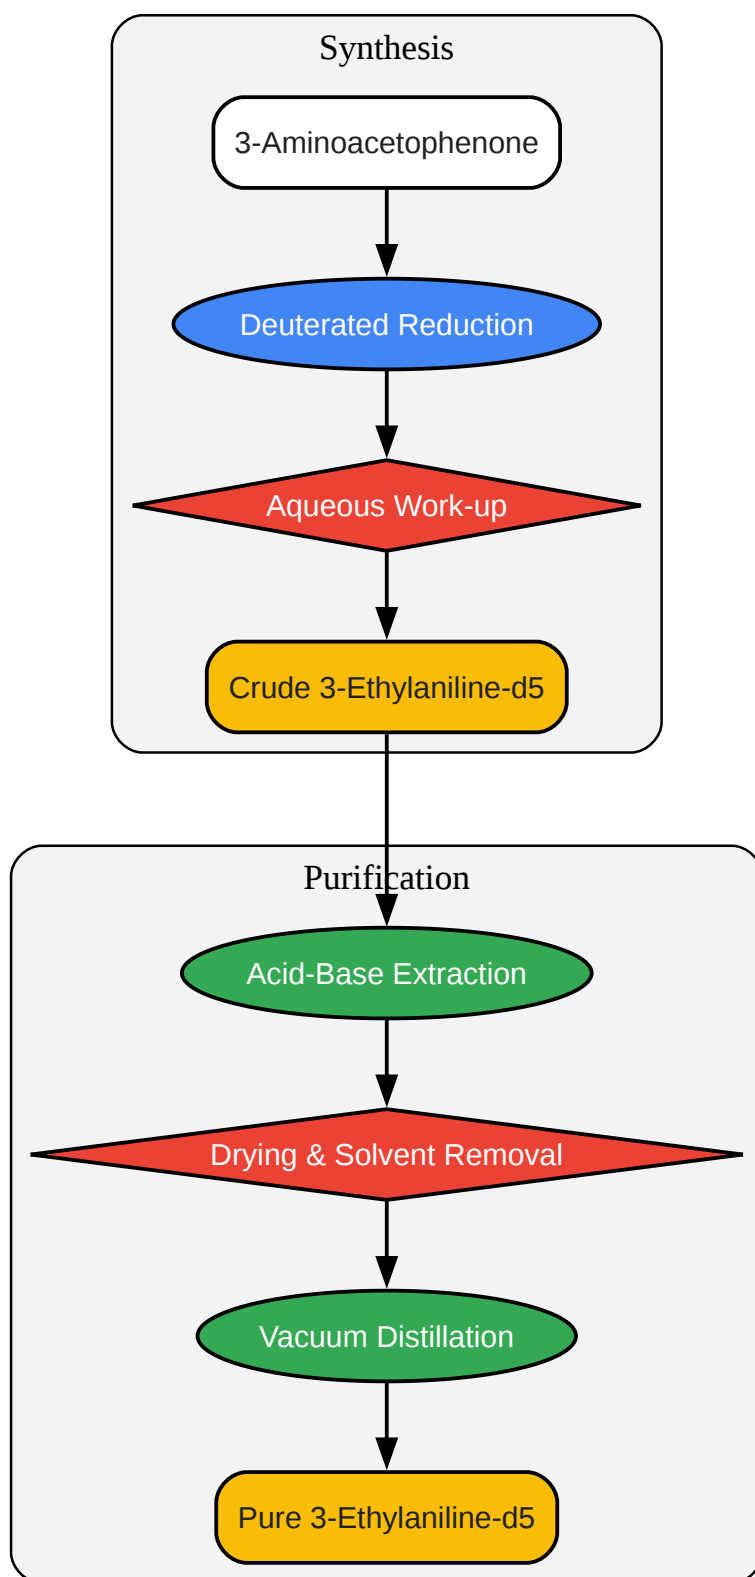 Synthesis
3-Aminoacetophenone
Deuterated Reduction
Aqueous Work-up
Crude 3-Ethylaniline-d5
Purification
Acid-Base Extraction
Drying & Solvent Removal
Vacuum Distillation
Pure 3-Ethylaniline-d5